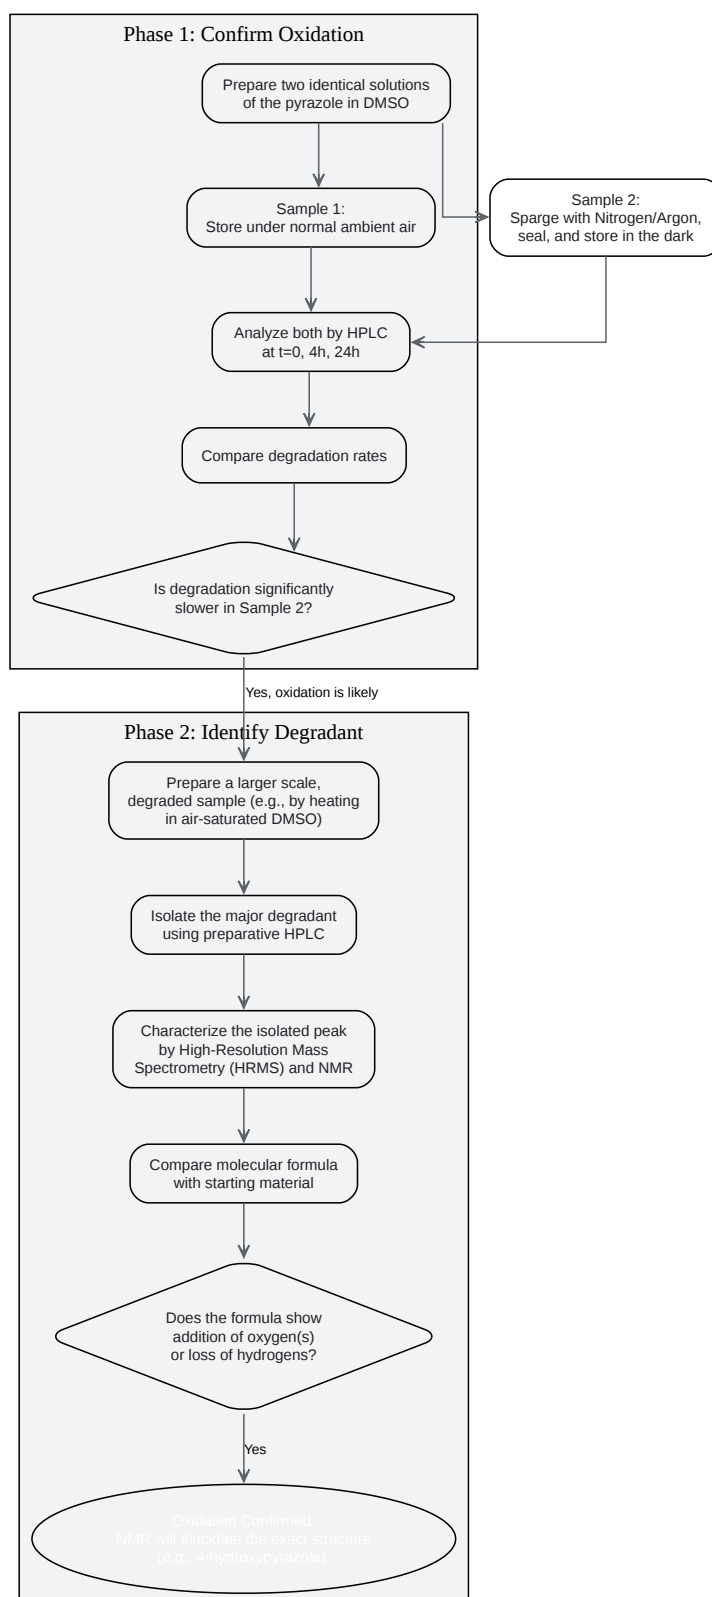 Phase 1: Confirm Oxidation
Prepare two identical solutions
of the pyrazole in DMSO
Sample 1:
Store under normal ambient air
Sample 2:
Sparge with Nitrogen/Argon,
seal, and store in the dark
Analyze both by HPLC
at t=0, 4h, 24h
Compare degradation rates
Is degradation significantly
slower in Sample 2?
Yes, oxidation is likely
Phase 2: Identify Degradant
Prepare a larger scale,
degraded sample (e.g., by heating
in air-saturated DMSO)
Isolate the major degradant
using preparative HPLC
Characterize the isolated peak
by High-Resolution Mass
Spectrometry (HRMS) and NMR
Compare molecular formula
with starting material
Does the formula show
addition of oxygen(s)
or loss of hydrogens?
Yes
Oxidation Confirmed.
NMR will elucidate the exact structure
(e.g., 4-hydroxypyrazole).